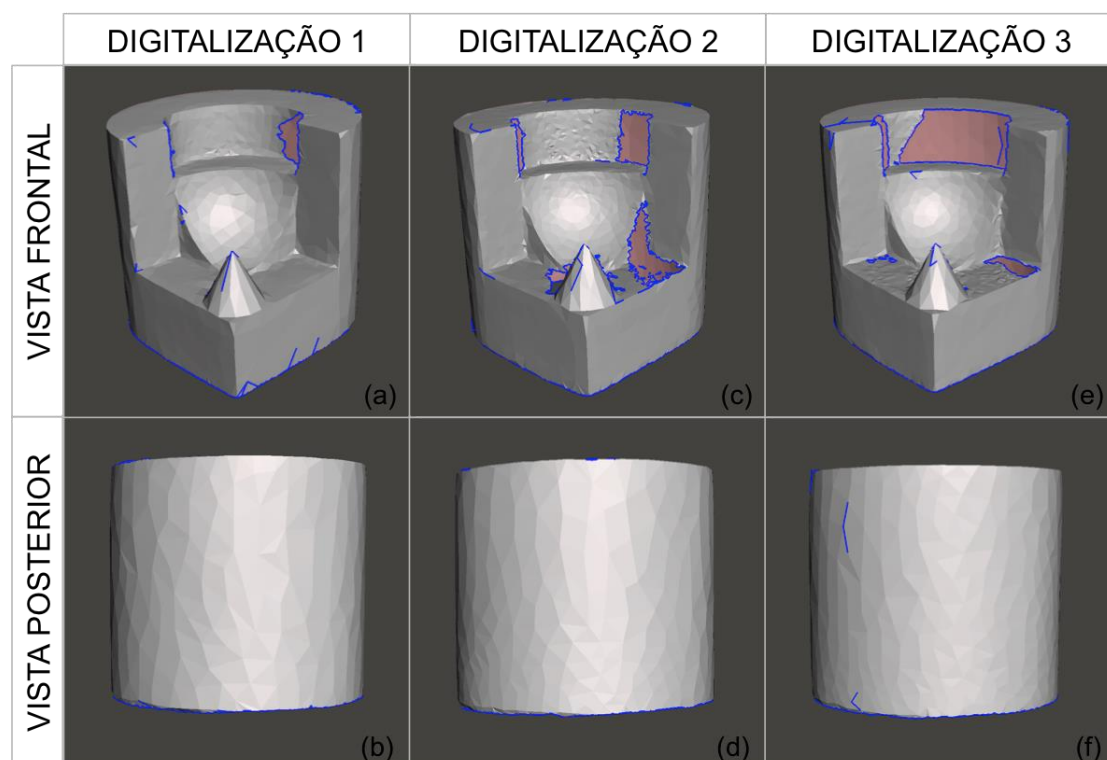 DIGITALIZAÇÃO 1
DIGITALIZAÇÃO 2
DIGITALIZAÇÃO 3
VISTA FRONTAL
(a)
(c)
(e)
VISTA POSTERIOR
(b)
(d)
(f)